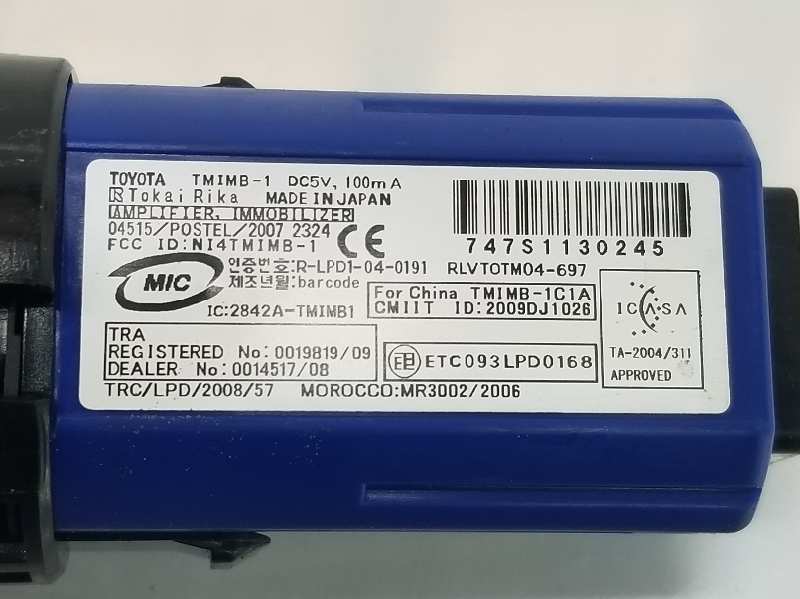 TOYOTA TMIMB-1 DC5V, 100mA
Tokai Rika MADE IN JAPAN
AMPLIFIER, IMMOBILIZER
04515/POSTEL/2007 2324
FCC ID:NI4TMIMB-1
CE
747S1130245
MIC
인증번호:R-LPD1-04-0191 RLVTOTM04-697
제조년월:barcode
IC:2842A-TMIMB1
For China TMIMB-1C1A
CMIIT ID:2009DJ1026
ICASA
TA-2004/311
APPROVED
TRA
REGISTERED No:0019819/09
DEALER No:0014517/08
ETC093LPD0168
TRC/LPD/2008/57 MOROCCO:MR3002/2006